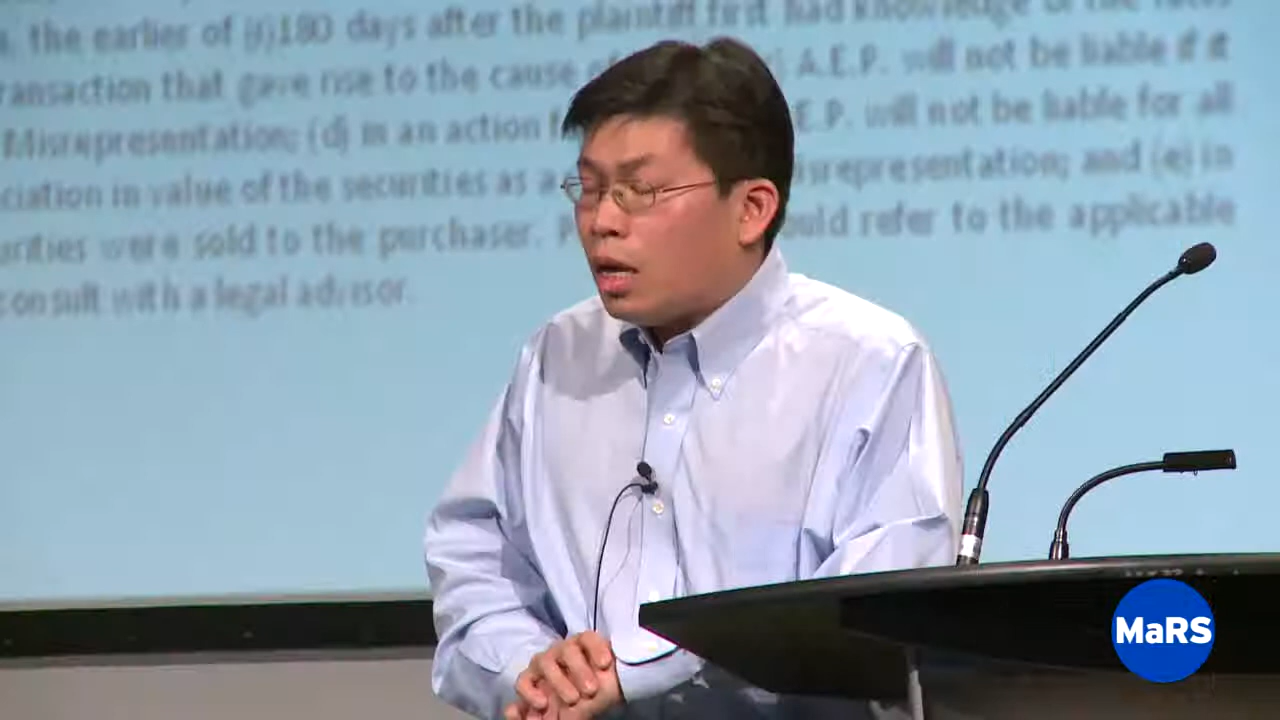 the earlier of (i)180 days after the plaintiff first had knowledge of the facts
ransaction that gave rise to the cause of A.E.P. will not be liable if it
Misrepresentation; (d) in an action E.P. will not be liable for all
ciation in value of the securities as a isrepresentation; and (e) in
urities were sold to the purchaser. ould refer to the applicable
consult with a legal advisor.
MaRS